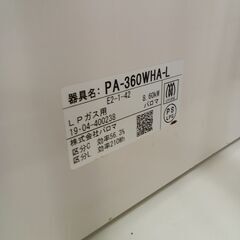 器具名: PA-360WHA-L
E2-1-42
LPガス用 8.60kW
19.04-400238 パロマ
株式会社パロマ
区分C 効率56.3%
区分L 効率210Wh
PS
LPG